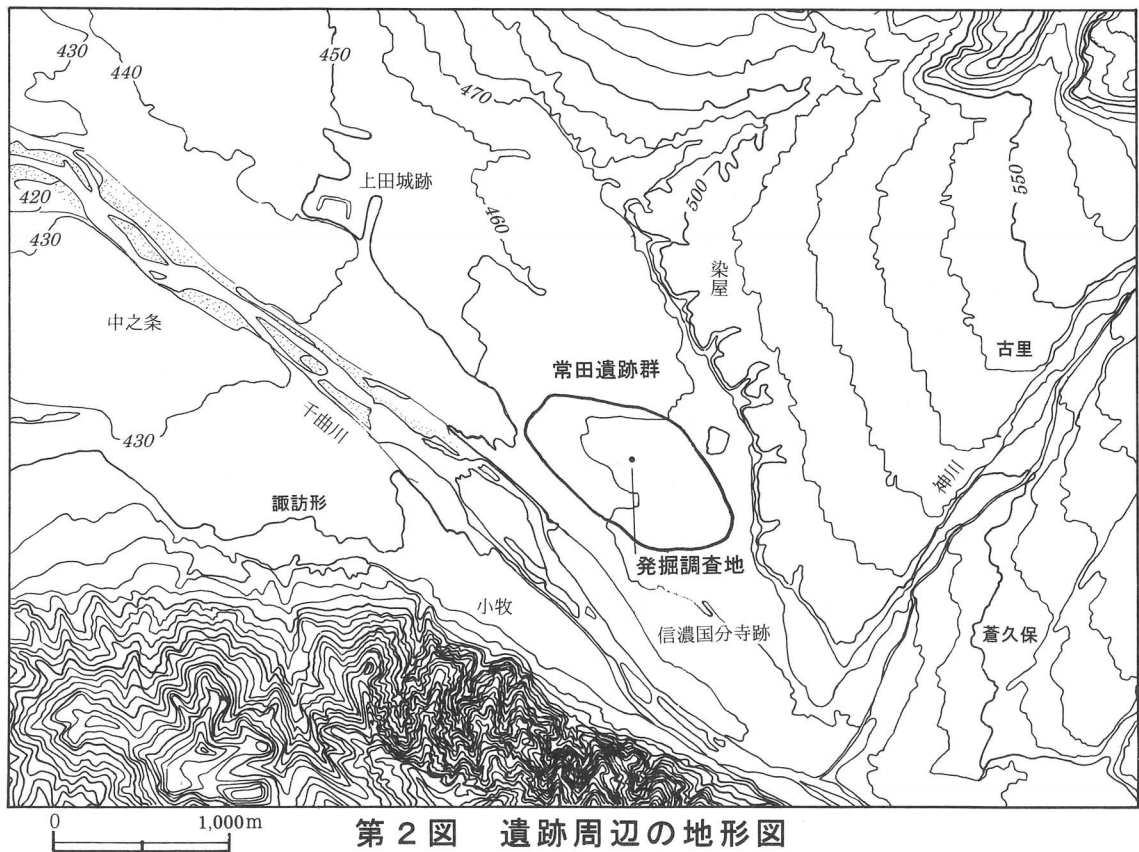 430
440
450
470
420
430
上田城跡
460
500
550
染屋
中之条
古里
常田遺跡群
千曲川
430
神川
諏訪形
発掘調査地
小牧
信濃国分寺跡
蒼久保
0 1,000m
第2図 遺跡周辺の地形図